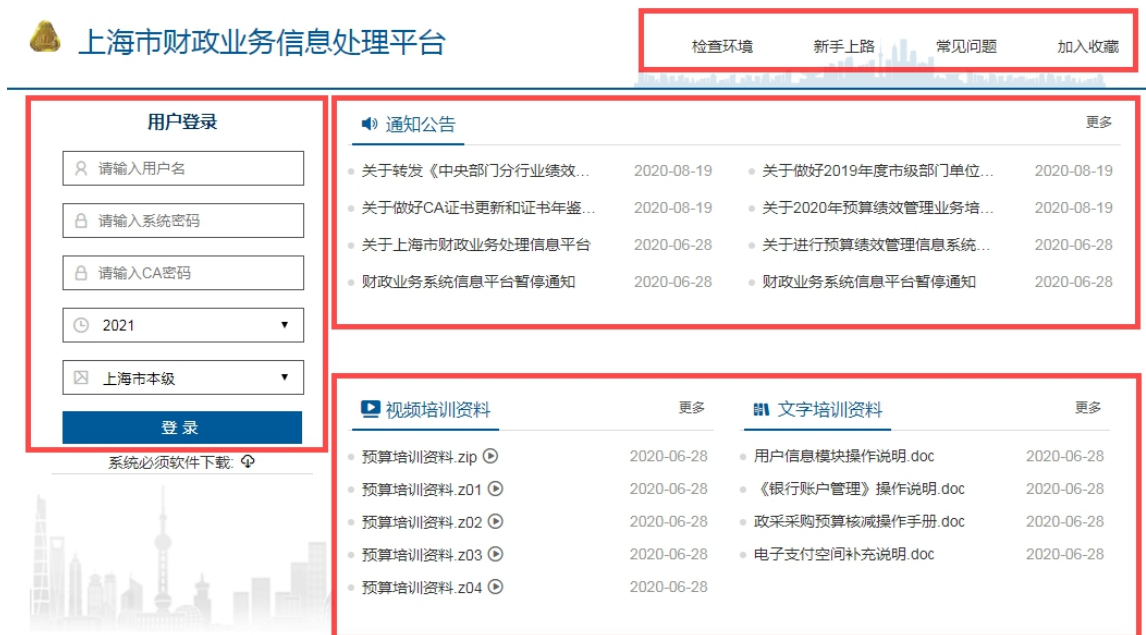 上海市财政业务信息处理平台
检查环境 新手上路 常见问题 加入收藏
用户登录
请输入用户名
请输入系统密码
请输入CA密码
2021
上海市本级
登 录
系统必须软件下载:
通知公告 更多
关于转发《中央部门分行业绩效... 2020-08-19 关于做好2019年度市级部门单位... 2020-08-19
关于做好CA证书更新和证书年鉴... 2020-08-19 关于2020年预算绩效管理业务培... 2020-08-19
关于上海市财政业务处理信息平台 2020-06-28 关于进行预算绩效管理信息系统... 2020-06-28
财政业务系统信息平台暂停通知 2020-06-28 财政业务系统信息平台暂停通知 2020-06-28
视频培训资料 更多
预算培训资料.zip 2020-06-28
预算培训资料.z01 2020-06-28
预算培训资料.z02 2020-06-28
预算培训资料.z03 2020-06-28
预算培训资料.z04 2020-06-28
文字培训资料 更多
用户信息模块操作说明.doc 2020-06-28
《银行账户管理》操作说明.doc 2020-06-28
政采采购预算核减操作手册.doc 2020-06-28
电子支付空间补充说明.doc 2020-06-28